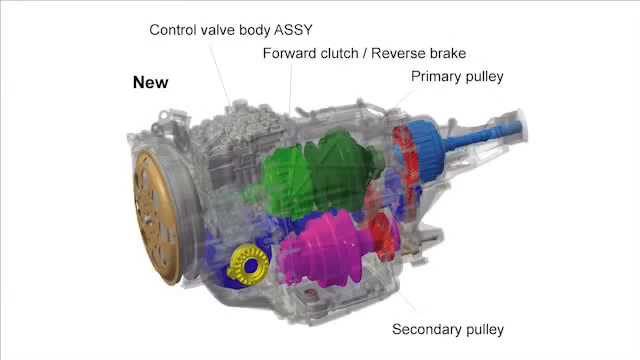 Control valve body ASSY
Forward clutch / Reverse brake
Primary pulley
New
Secondary pulley